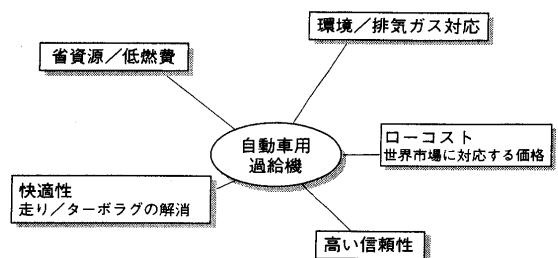 環境／排気ガス対応
省資源／低燃費
自動車用
過給機
ローコスト
世界市場に対応する価格
快適性
走り／ターボラグの解消
高い信頼性